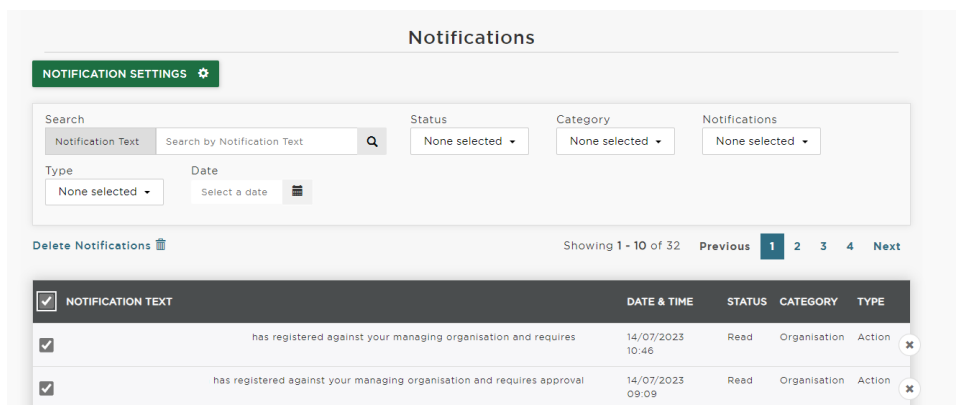 Notifications
NOTIFICATION SETTINGS
Search
Status
Category
Notifications
Notification Text
Search by Notification Text
None selected
None selected
None selected
Type
Date
None selected
Select a date
Delete Notifications
Showing 1 - 10 of 32 Previous 1 2 3 4 Next
NOTIFICATION TEXT DATE & TIME STATUS CATEGORY TYPE
has registered against your managing organisation and requires 14/07/2023 Read Organisation Action
10:46
has registered against your managing organisation and requires approval 14/07/2023 Read Organisation Action
09:09